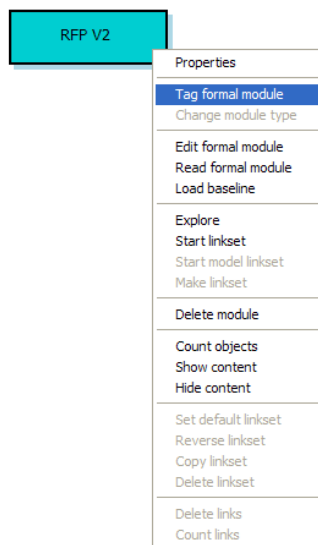 RFP V2
Properties
Tag formal module
Change module type
Edit formal module
Read formal module
Load baseline
Explore
Start linkset
Start model linkset
Make linkset
Delete module
Count objects
Show content
Hide content
Set default linkset
Reverse linkset
Copy linkset
Delete linkset
Delete links
Count links